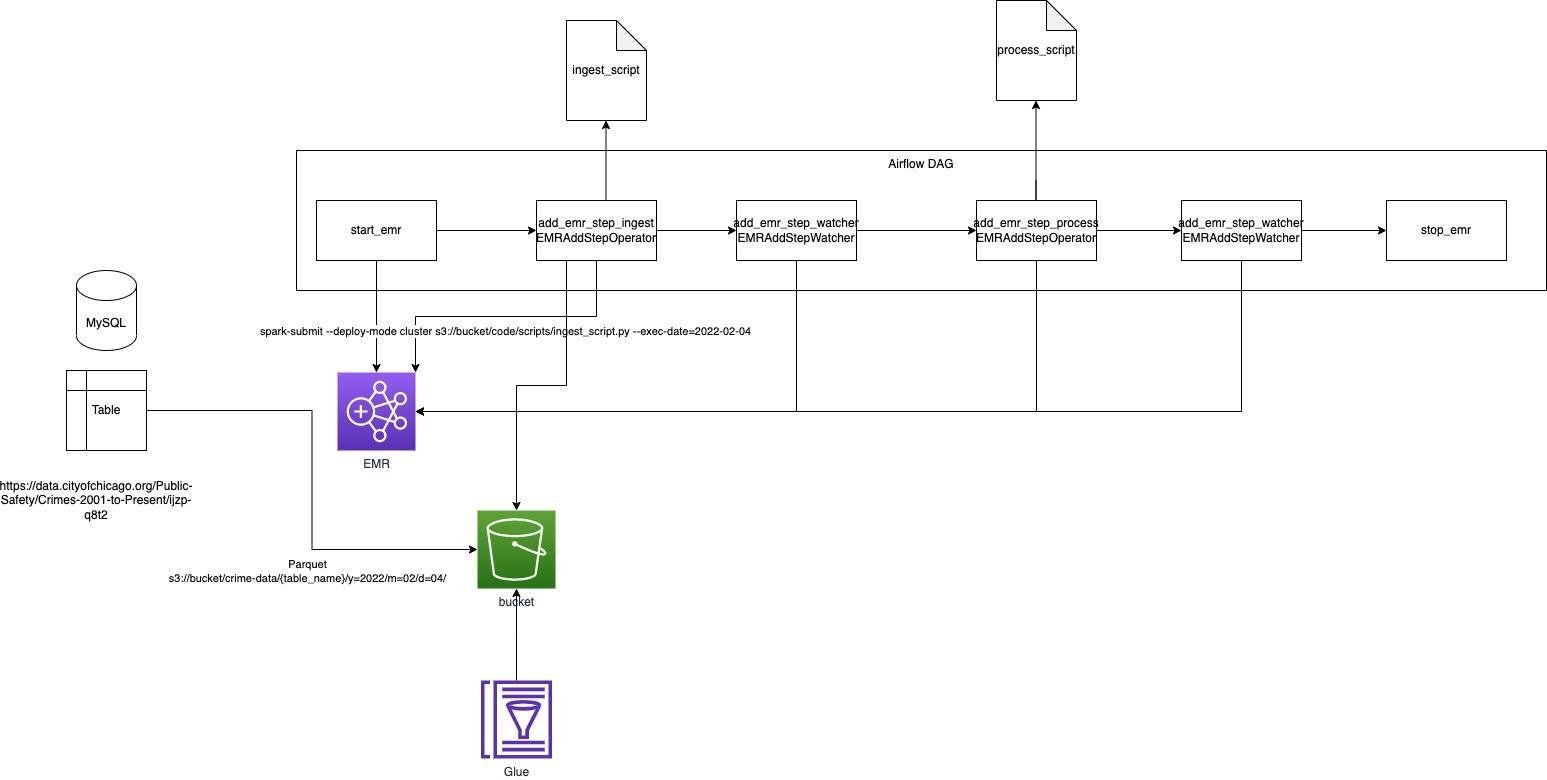 process_script
ingest_script
Airflow DAG
start_emr
add_emr_step_ingest
EMRAddStepOperator
add_emr_step_watcher
EMRAddStepWatcher
add_emr_step_process
EMRAddStepOperator
add_emr_step_watcher
EMRAddStepWatcher
stop_emr
MySQL
spark-submit --deploy-mode cluster s3://bucket/code/scripts/ingest_script.py --exec-date=2022-02-04
Table
EMR
https://data.cityofchicago.org/Public-
Safety/Crimes-2001-to-Present/ijzp-
q8t2
Parquet
s3://bucket/crime-data/{table_name}/y=2022/m=02/d=04/
bucket
Glue